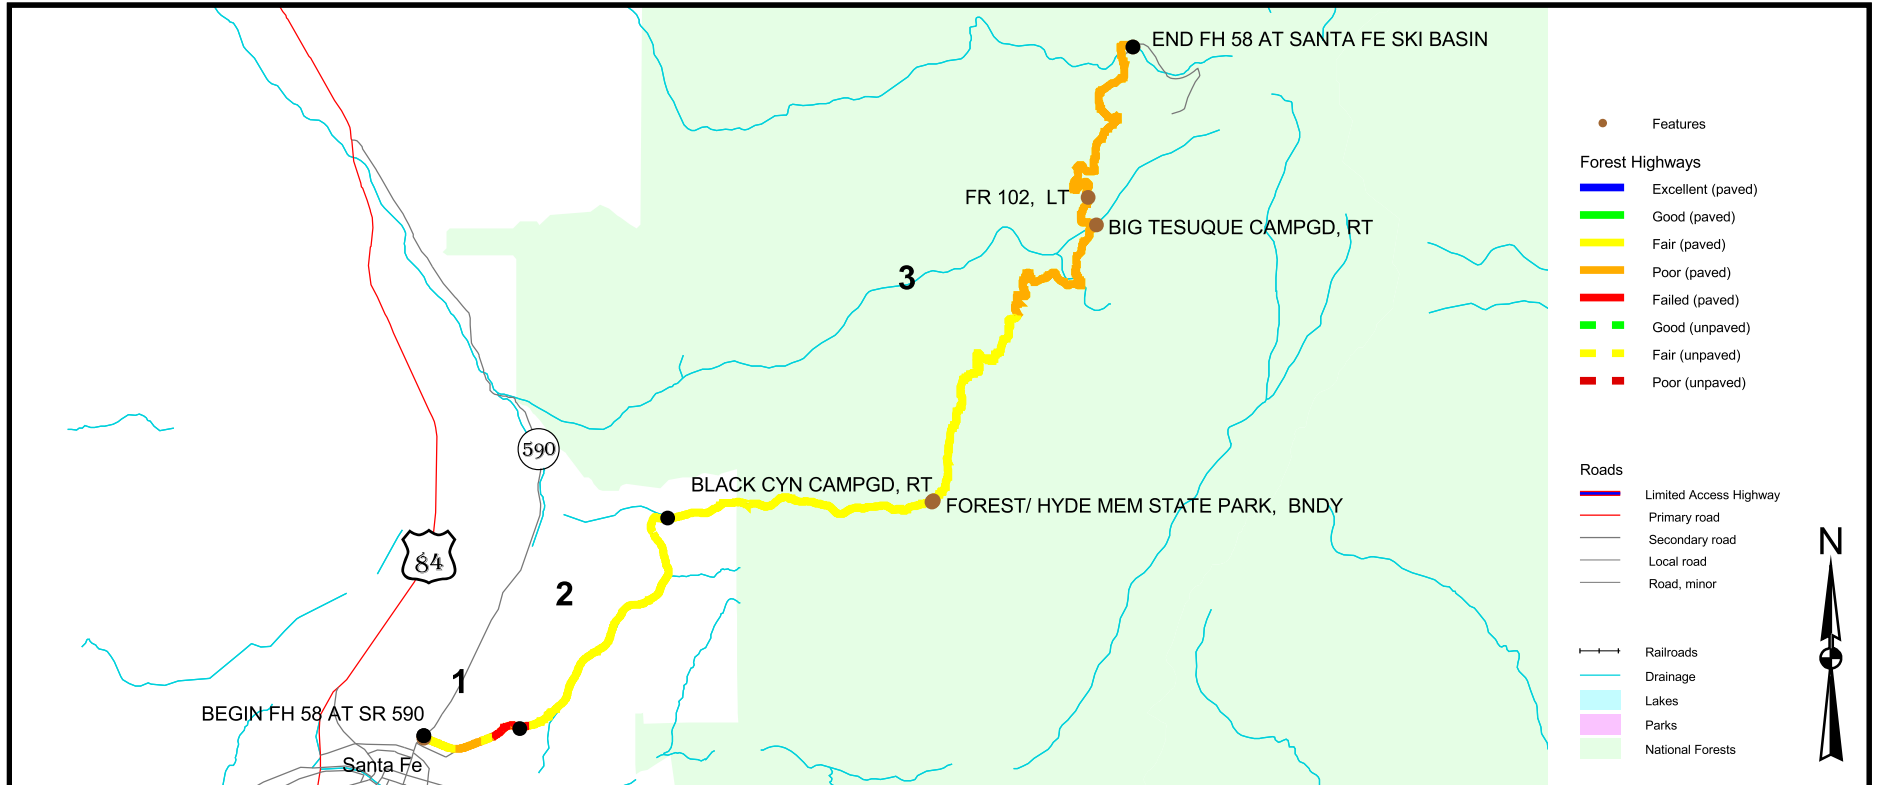 END FH 58 AT SANTA FE SKI BASIN
FR 102,  LT
BIG TESUQUE CAMPGD, RT
3
590
BLACK CYN CAMPGD, RT
FOREST/ HYDE MEM STATE PARK,  BNDY
84
2
1
BEGIN FH 58 AT SR 590
Santa Fe
Features
Forest Highways
Excellent (paved)
Good (paved)
Fair (paved)
Poor (paved)
Failed (paved)
Good (unpaved)
Fair (unpaved)
Poor (unpaved)
Roads
Limited Access Highway
Primary road
Secondary road
Local road
Road, minor
Railroads
Drainage
Lakes
Parks
National Forests
N